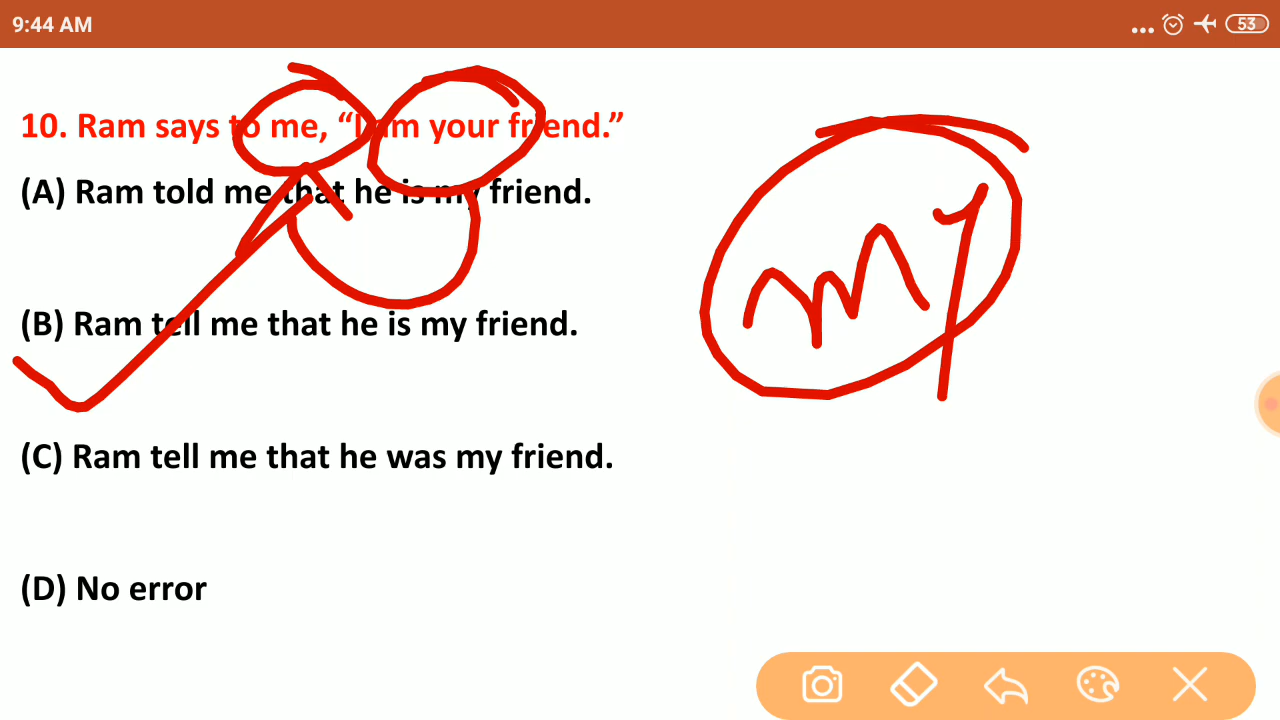 9:44 AM
53
10. Ram says to me, “I am your friend.”
(A) Ram told me that he is my friend.
my
(B) Ram tell me that he is my friend.
(C) Ram tell me that he was my friend.
(D) No error